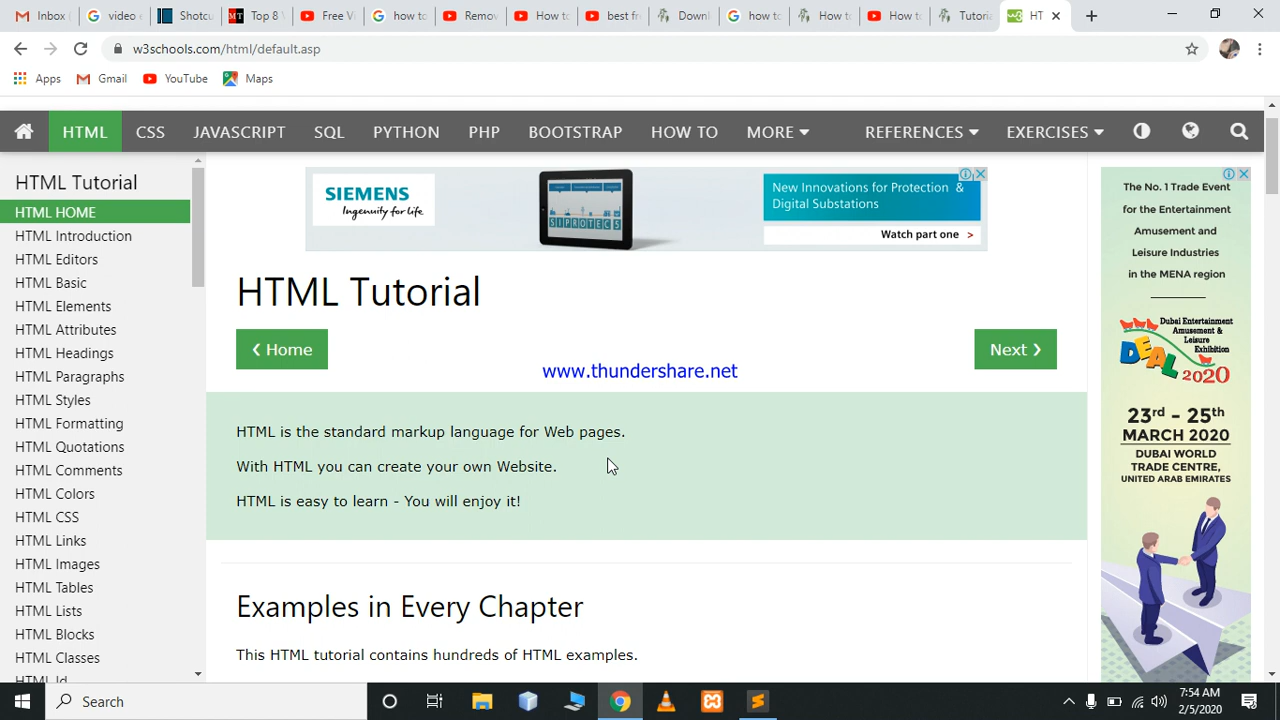 Inbox (
video e
Shotcu
Top 8 V
Free Vi
how to
Remov
How to
best fre
Downl
how to
How tr
How to
Tutoria
HT
w3schools.com/html/default.asp
Apps Gmail YouTube Maps
HTML CSS JAVASCRIPT SQL PYTHON PHP BOOTSTRAP HOW TO MORE REFERENCES EXERCISES
HTML Tutorial
HTML HOME
HTML Introduction
HTML Editors
HTML Basic
HTML Elements
HTML Attributes
HTML Headings
HTML Paragraphs
HTML Styles
HTML Formatting
HTML Quotations
HTML Comments
HTML Colors
HTML CSS
HTML Links
HTML Images
HTML Tables
HTML Lists
HTML Blocks
HTML Classes
HTML Id
SIEMENS
Ingenuity for life
SIPROTEC5
New Innovations for Protection &
Digital Substations
Watch part one >
HTML Tutorial
❮ Home
Next ❯
www.thundershare.net
HTML is the standard markup language for Web pages.
With HTML you can create your own Website.
HTML is easy to learn - You will enjoy it!
Examples in Every Chapter
This HTML tutorial contains hundreds of HTML examples.
The No. 1 Trade Event
for the Entertainment
Amusement and
Leisure Industries
in the MENA region
Dubai Entertainment
Amusement &
Leisure Exhibition
DEAL
2020
23rd - 25th
MARCH 2020
DUBAI WORLD
TRADE CENTRE,
UNITED ARAB EMIRATES
Search
7:54 AM
2/5/2020